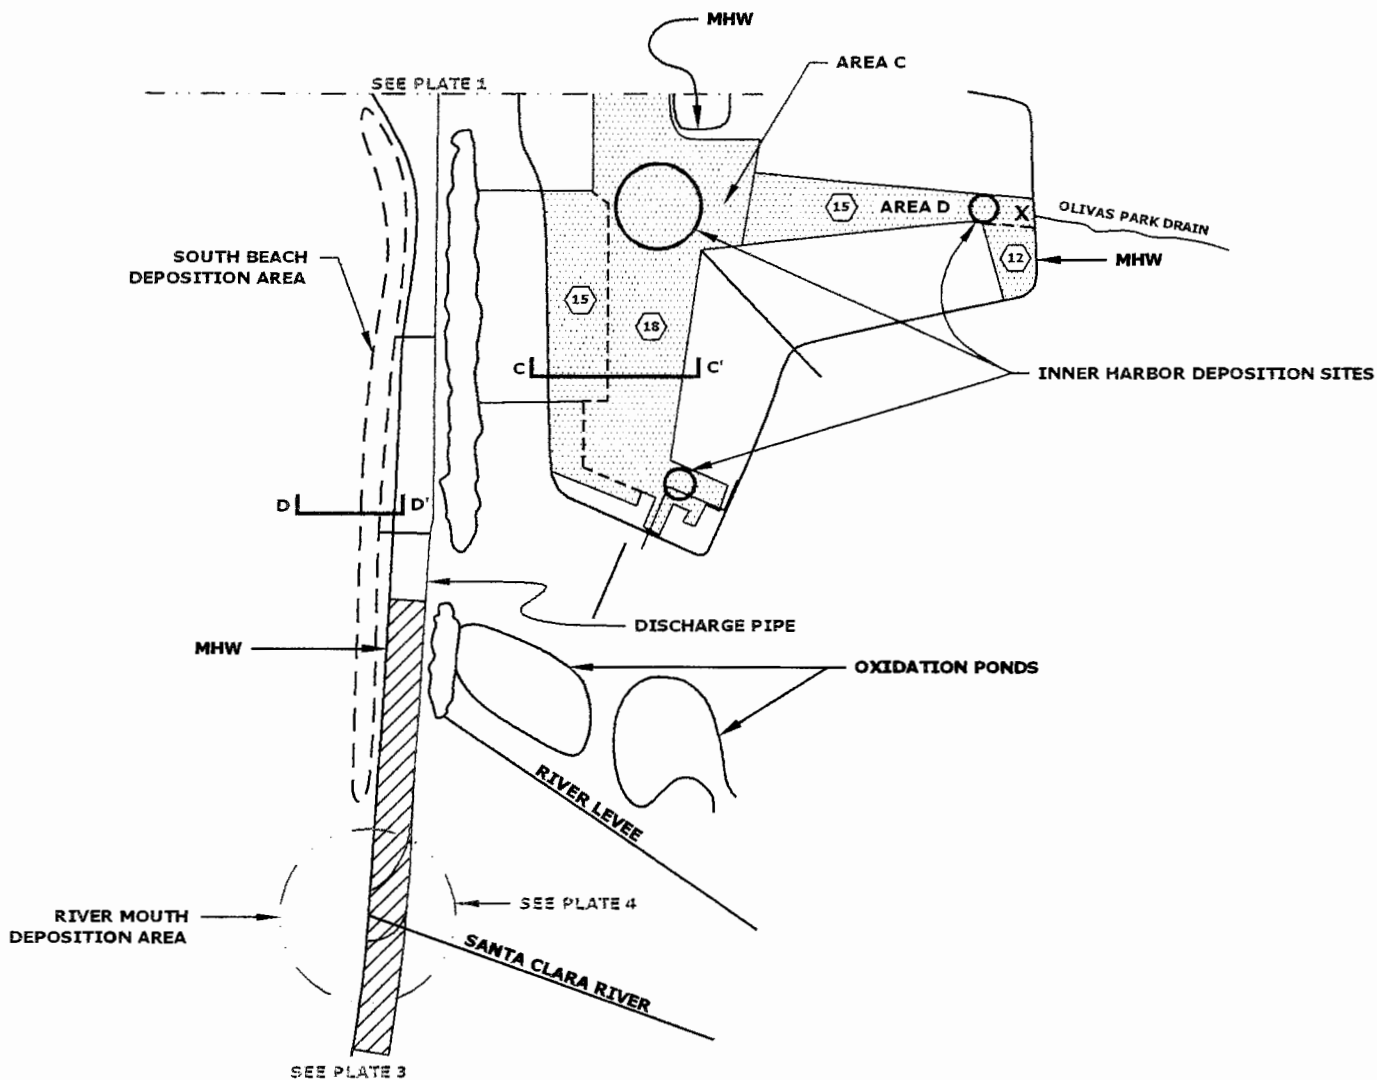 MHW
AREA C
SEE PLATE 1
15
AREA D
X
OLIVAS PARK DRAIN
SOUTH BEACH
DEPOSITION AREA
12
MHW
15
18
C
C'
INNER HARBOR DEPOSITION SITES
D
D'
DISCHARGE PIPE
MHW
OXIDATION PONDS
RIVER LEVEE
SEE PLATE 4
RIVER MOUTH
DEPOSITION AREA
SANTA CLARA RIVER
SEE PLATE 3